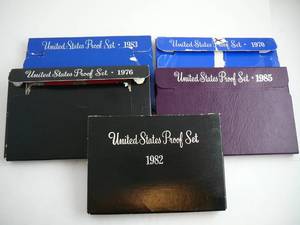 United States Proof Set • 1983
United States Proof Set • 1970
United States Proof Set • 1976
United States Proof Set • 1985
United States Proof Set
1982